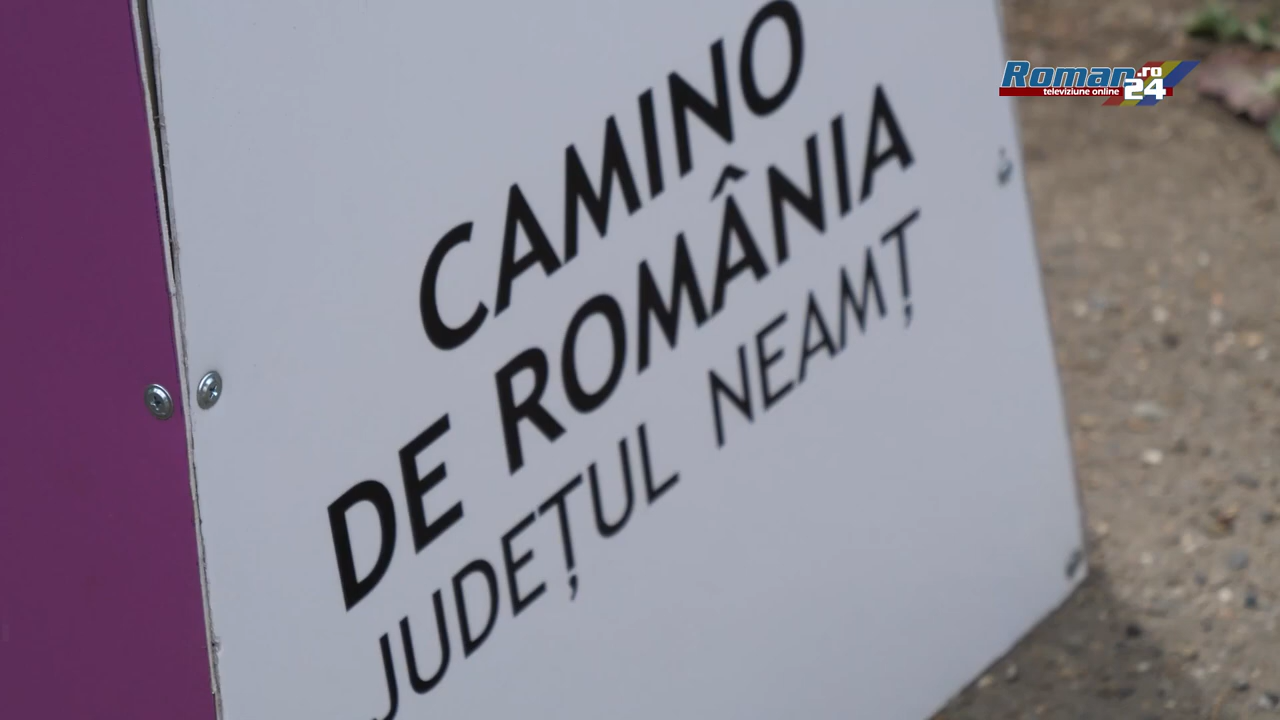 CAMINO
DE ROMÂNIA
JUDEȚUL NEAMȚ
Roman.ro
televiziune online 24